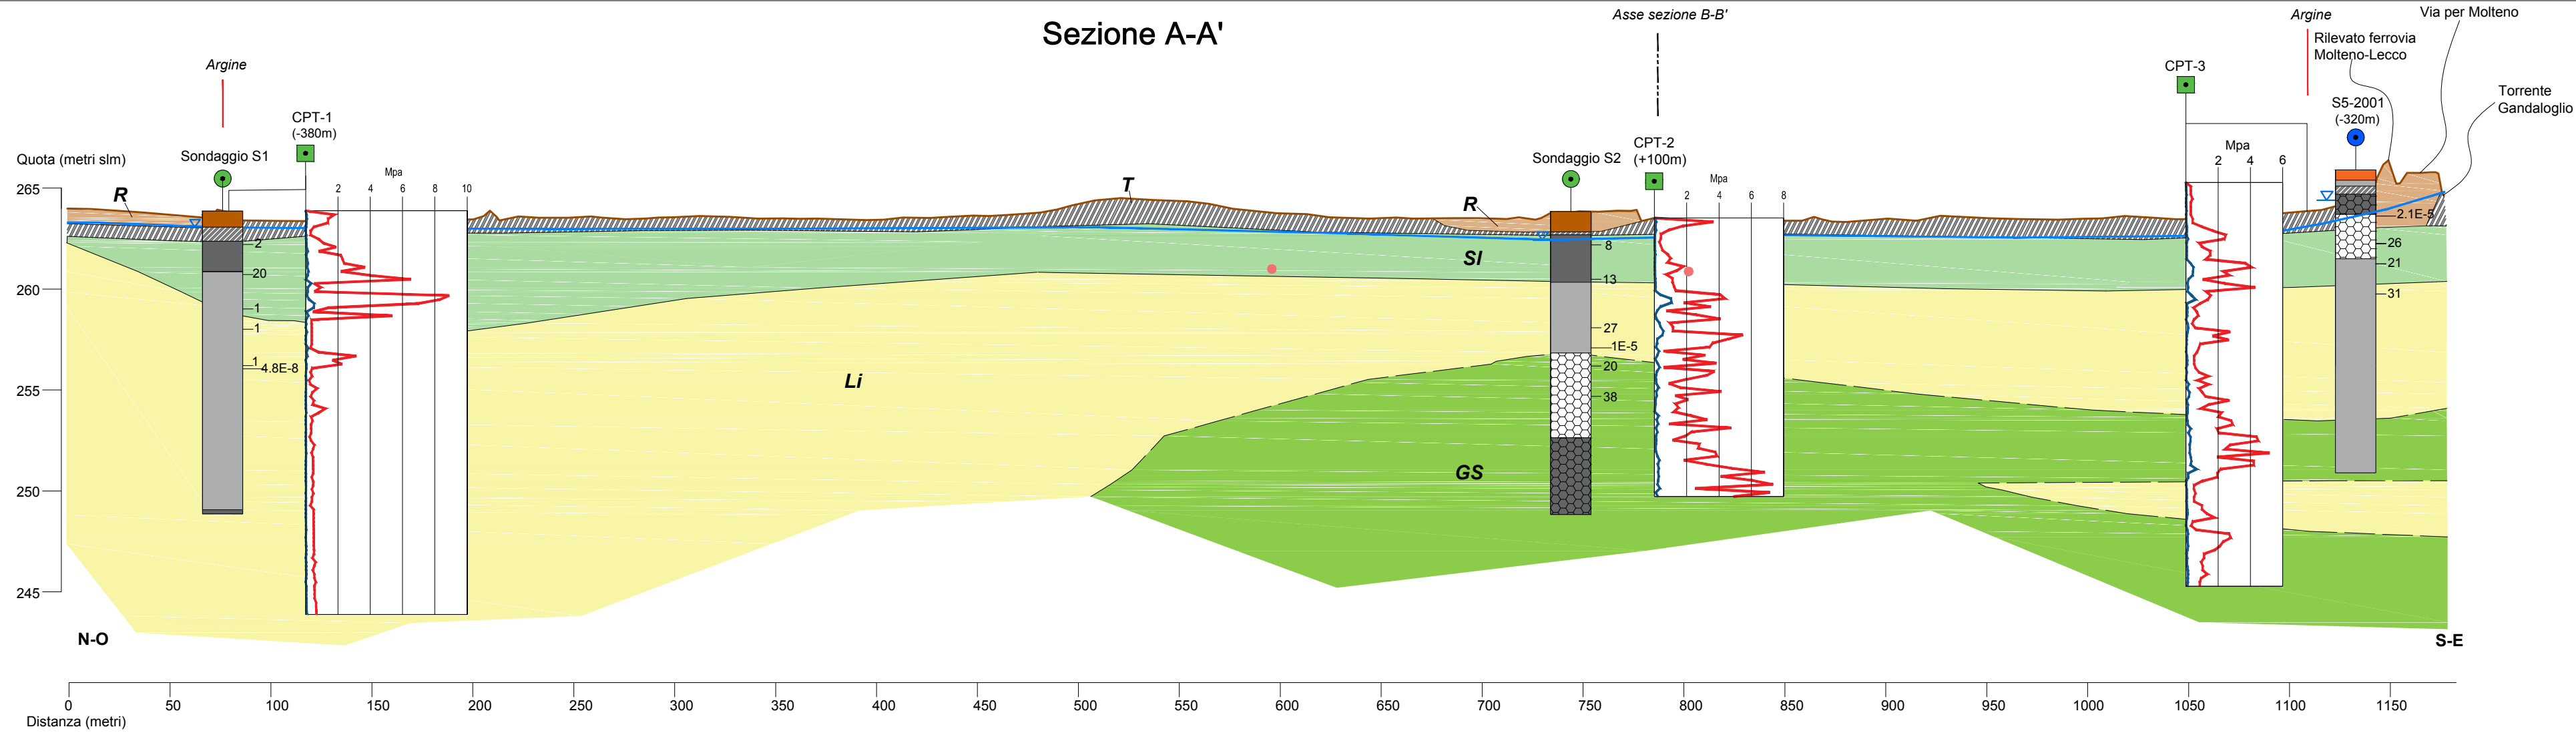 Sezione A-A'
Asse sezione B-B'
Argine
Via per Molteno
Rilevato ferrovia
Molteno-Lecco
Argine
CPT-3
Torrente
Gandaloglio
S5-2001
(-320m)
CPT-1
(-380m)
Mpa
2 4 6
Quota (metri slm)
Sondaggio S1
Sondaggio S2
CPT-2
(+100m)
Mpa
2 4 6 8 10
Mpa
2 4 6 8
265
R
T
R
2.1E-5
2
8
26
SI
21
20
13
260
31
1
1
27
1E-5
1
4.8E-8
20
Li
255
38
GS
250
245
N-O
S-E
0 50 100 150 200 250 300 350 400 450 500 550 600 650 700 750 800 850 900 950 1000 1050 1100 1150
Distanza (metri)